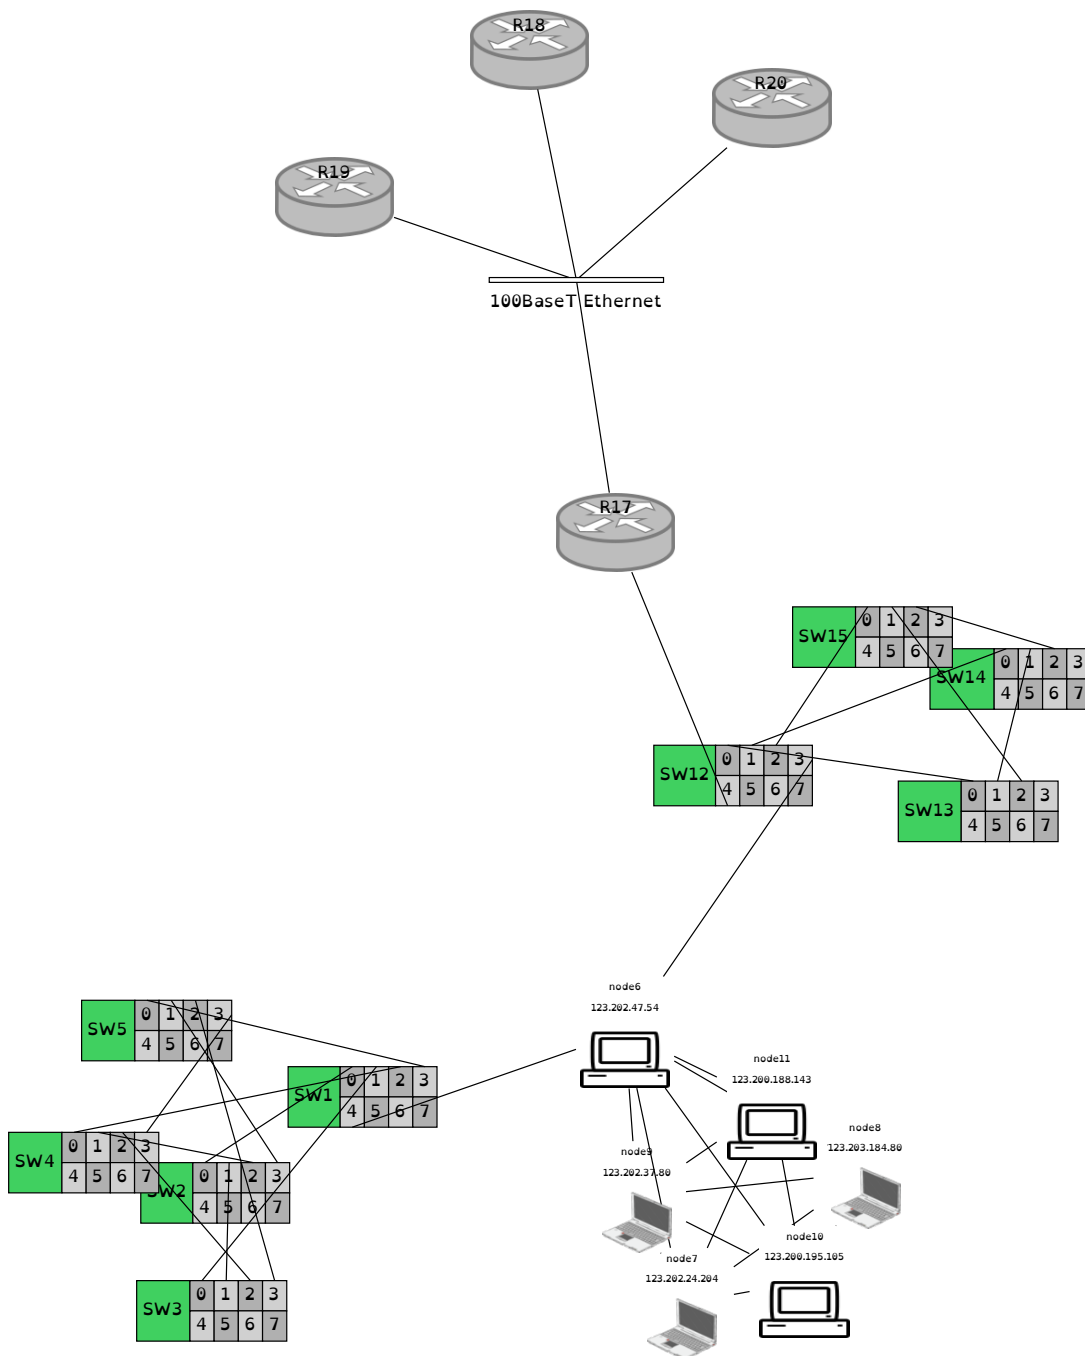 R18
R20
R19
100BaseT Ethernet
R17
SW15 0 1 2 3
4 5 6 7
SW14 0 1 2 3
4 5 6 7
SW12 0 1 2 3
4 5 6 7
SW13 0 1 2 3
4 5 6 7
node6
123.202.47.54
SW5 0 1 2 3
4 5 6 7
node11
123.200.188.143
SW1 0 1 2 3
4 5 6 7
node8
123.203.184.80
SW4 0 1 2 3
4 5 6 7
node9
123.202.37.80
SW2 0 1 2 3
4 5 6 7
node10
123.200.195.105
node7
123.202.24.204
SW3 0 1 2 3
4 5 6 7